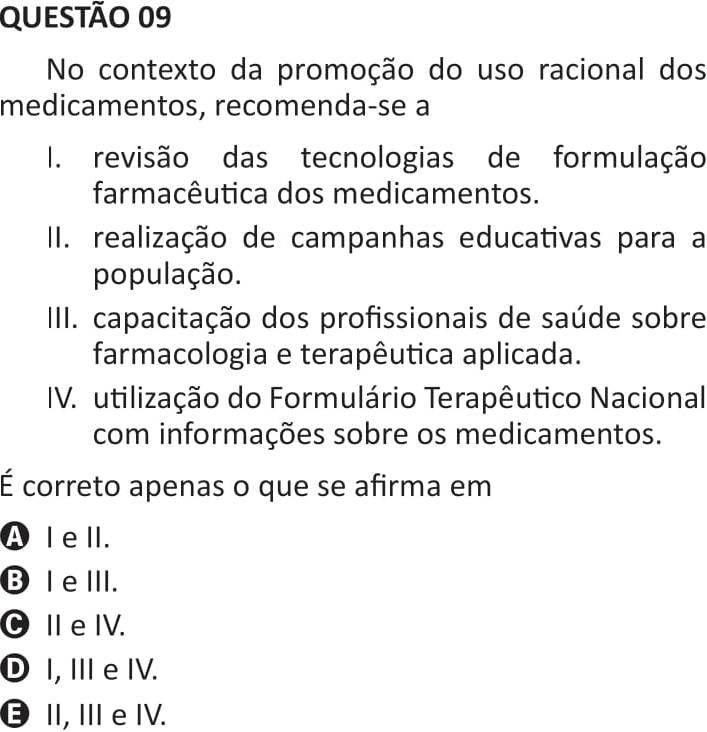 QUESTÃO 09
No contexto da promoção do uso racional dos
medicamentos, recomenda-se a
I. revisão das tecnologias de formulação
farmacêutica dos medicamentos.
II. realização de campanhas educativas para a
população.
III. capacitação dos profissionais de saúde sobre
farmacologia e terapêutica aplicada.
IV. utilização do Formulário Terapêutico Nacional
com informações sobre os medicamentos.
É correto apenas o que se afirma em
A I e II.
B I e III.
C II e IV.
D I, III e IV.
E II, III e IV.